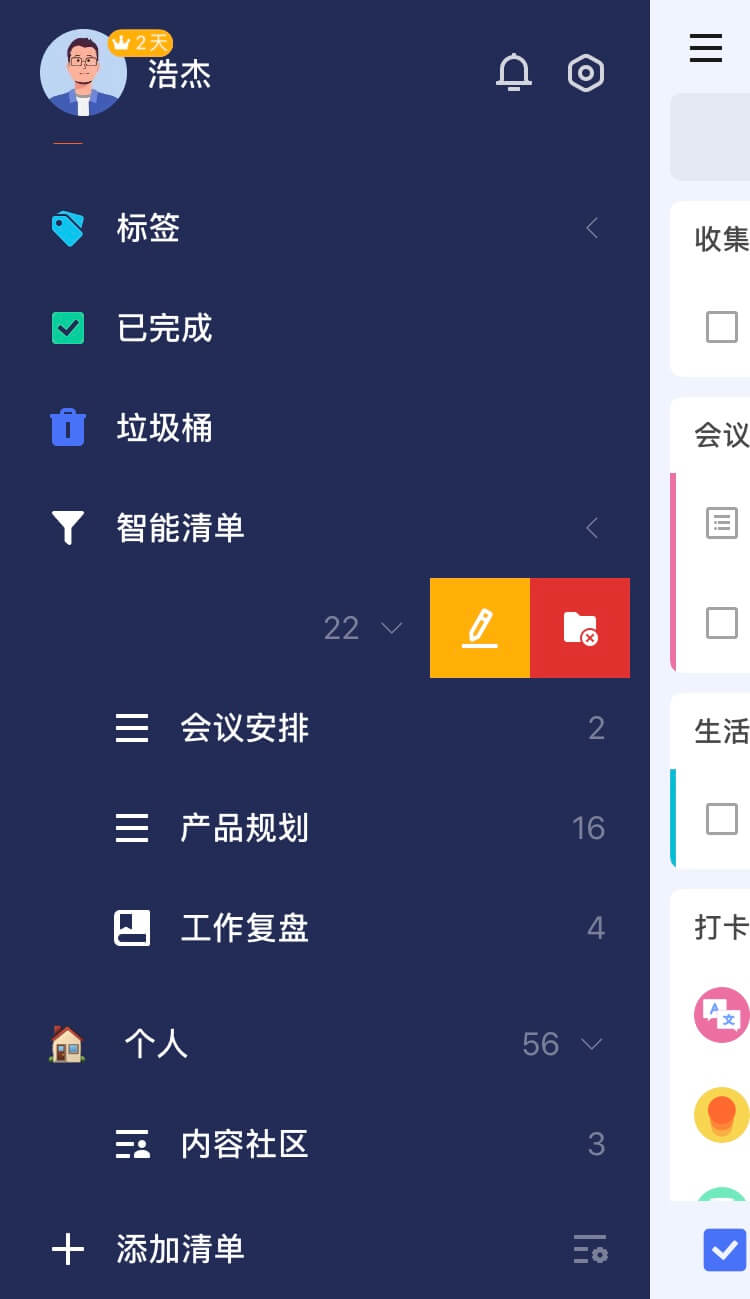 2天
浩杰
标签
已完成
垃圾桶
智能清单
22
会议安排 2
产品规划 16
工作复盘 4
个人 56
内容社区 3
添加清单
收集
会议
生活
打卡
A
文